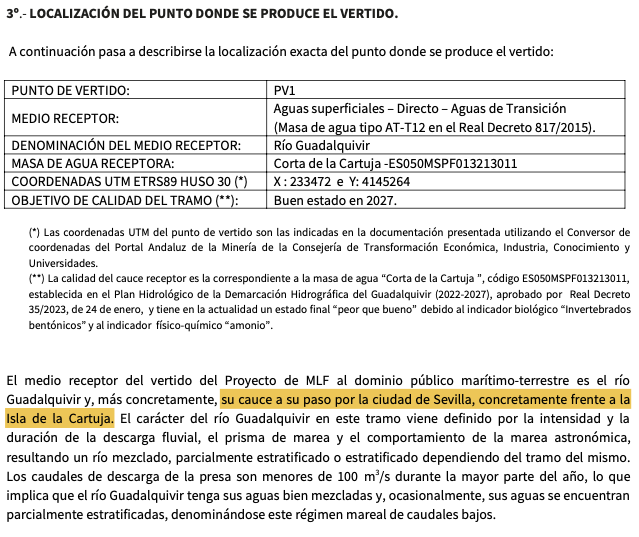 3º.- LOCALIZACIÓN DEL PUNTO DONDE SE PRODUCE EL VERTIDO.
A continuación pasa a describirse la localización exacta del punto donde se produce el vertido:
PUNTO DE VERTIDO: PV1
MEDIO RECEPTOR: Aguas superficiales – Directo – Aguas de Transición
(Masa de agua tipo AT-T12 en el Real Decreto 817/2015).
DENOMINACIÓN DEL MEDIO RECEPTOR: Río Guadalquivir
MASA DE AGUA RECEPTORA: Corta de la Cartuja -ES050MSPF013213011
COORDENADAS UTM ETRS89 HUSO 30 (*) X : 233472 e Y: 4145264
OBJETIVO DE CALIDAD DEL TRAMO (**): Buen estado en 2027.
(*) Las coordenadas UTM del punto de vertido son las indicadas en la documentación presentada utilizando el Conversor de
coordenadas del Portal Andaluz de la Minería de la Consejería de Transformación Económica, Industria, Conocimiento y
Universidades.
(**) La calidad del cauce receptor es la correspondiente a la masa de agua “Corta de la Cartuja ”, código ES050MSPF013213011,
establecida en el Plan Hidrológico de la Demarcación Hidrográfica del Guadalquivir (2022-2027), aprobado por Real Decreto
35/2023, de 24 de enero, y tiene en la actualidad un estado final “peor que bueno” debido al indicador biológico “Invertebrados
bentónicos” y al indicador físico-químico “amonio”.
El medio receptor del vertido del Proyecto de MLF al dominio público marítimo-terrestre es el río
Guadalquivir y, más concretamente, su cauce a su paso por la ciudad de Sevilla, concretamente frente a la
Isla de la Cartuja. El carácter del río Guadalquivir en este tramo viene definido por la intensidad y la
duración de la descarga fluvial, el prisma de marea y el comportamiento de la marea astronómica,
resultando un río mezclado, parcialmente estratificado o estratificado dependiendo del tramo del mismo.
Los caudales de descarga de la presa son menores de 100 m³/s durante la mayor parte del año, lo que
implica que el río Guadalquivir tenga sus aguas bien mezcladas y, ocasionalmente, sus aguas se encuentran
parcialmente estratificadas, denominándose este régimen mareal de caudales bajos.